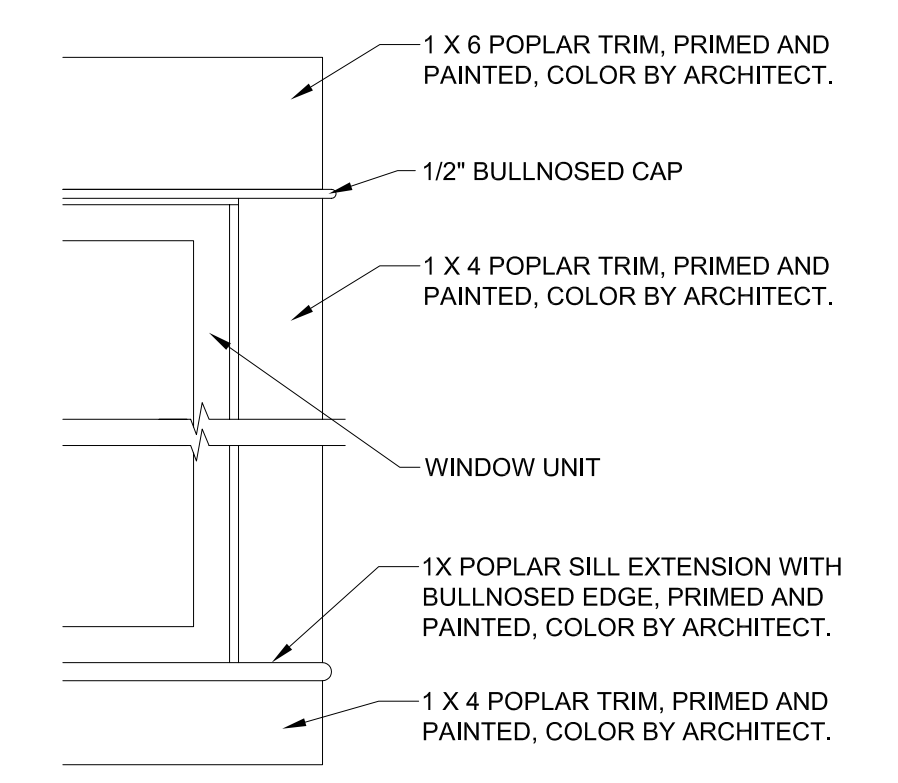 1 X 6 POPLAR TRIM, PRIMED AND
PAINTED, COLOR BY ARCHITECT.
1/2" BULLNOSED CAP
1 X 4 POPLAR TRIM, PRIMED AND
PAINTED, COLOR BY ARCHITECT.
WINDOW UNIT
1X POPLAR SILL EXTENSION WITH
BULLNOSED EDGE, PRIMED AND
PAINTED, COLOR BY ARCHITECT.
1 X 4 POPLAR TRIM, PRIMED AND
PAINTED, COLOR BY ARCHITECT.